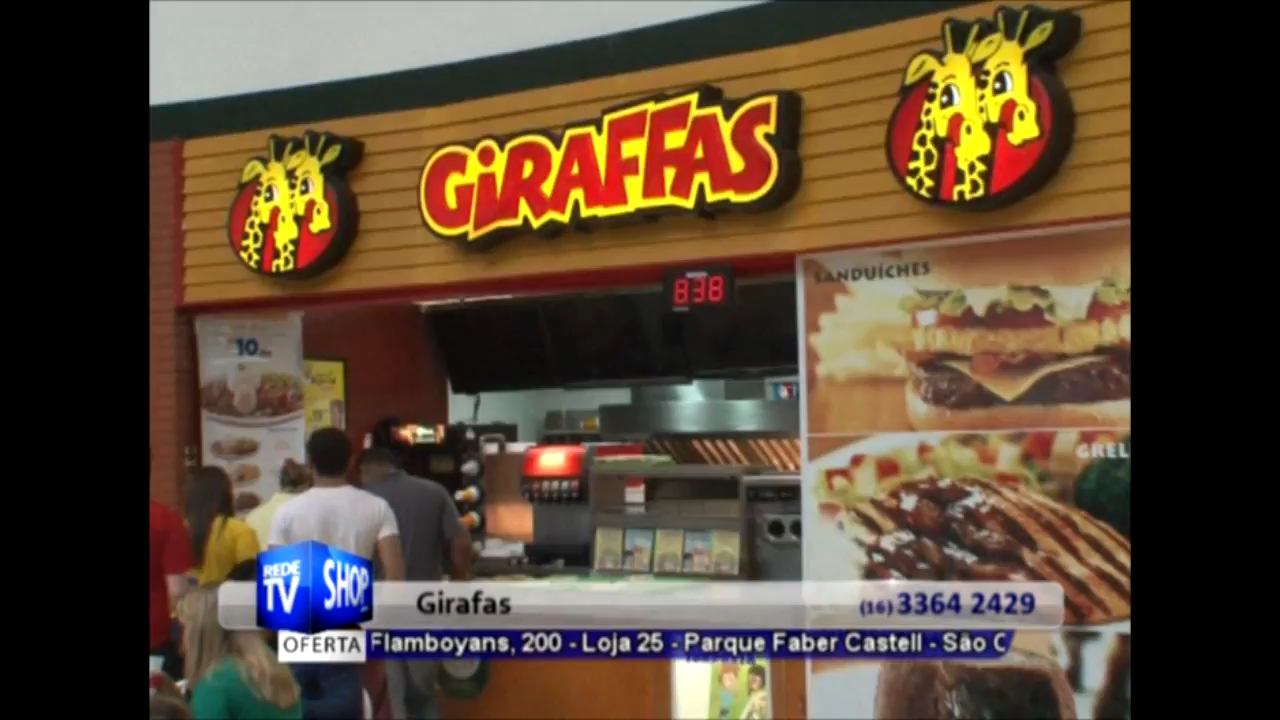 GiRAFFAS
838
SANDUÍCHES
10
GREL
REDE
TV
SHOP
Girafas
(16) 3364 2429
OFERTA
Flamboyans, 200 - Loja 25 - Parque Faber Castell - São C